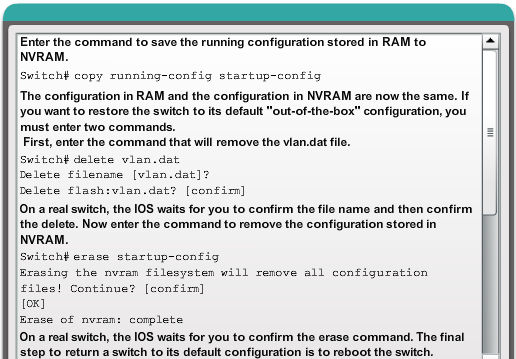 Enter the command to save the running configuration stored in RAM to
NVRAM.
Switch# copy running-config startup-config
The configuration in RAM and the configuration in NVRAM are now the same. If
you want to restore the switch to its default "out-of-the-box" configuration, you
must enter two commands.
First, enter the command that will remove the vlan.dat file.
Switch# delete vlan.dat
Delete filename [vlan.dat]?
Delete flash:vlan.dat? [confirm]
On a real switch, the IOS waits for you to confirm the file name and then confirm
the delete. Now enter the command to remove the configuration stored in
NVRAM.
Switch# erase startup-config
Erasing the nvram filesystem will remove all configuration
files! Continue? [confirm]
[OK]
Erase of nvram: complete
On a real switch, the IOS waits for you to confirm the erase command. The final
step to return a switch to its default configuration is to reboot the switch.